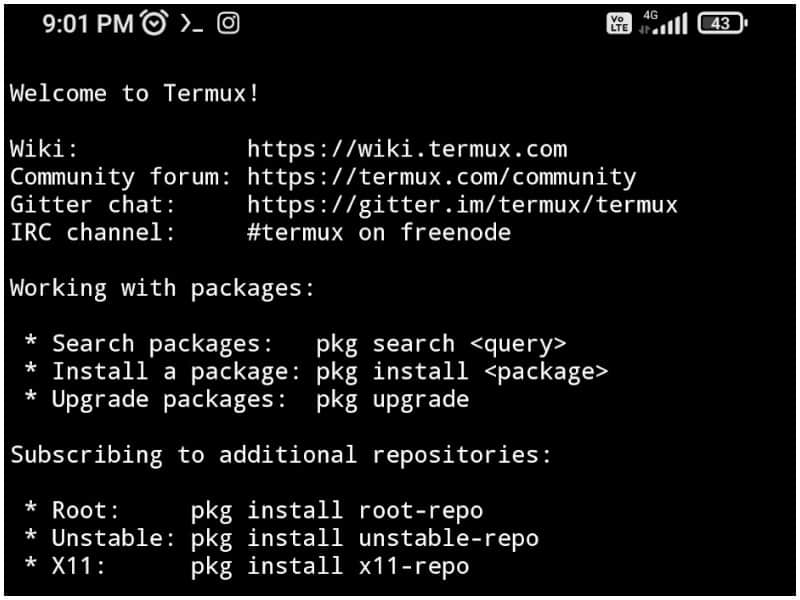 9:01 PM Vo LTE 4G 43
Welcome to Termux!
Wiki: https://wiki.termux.com
Community forum: https://termux.com/community
Gitter chat: https://gitter.im/termux/termux
IRC channel: #termux on freenode
Working with packages:
* Search packages: pkg search <query>
* Install a package: pkg install <package>
* Upgrade packages: pkg upgrade
Subscribing to additional repositories:
* Root: pkg install root-repo
* Unstable: pkg install unstable-repo
* X11: pkg install x11-repo